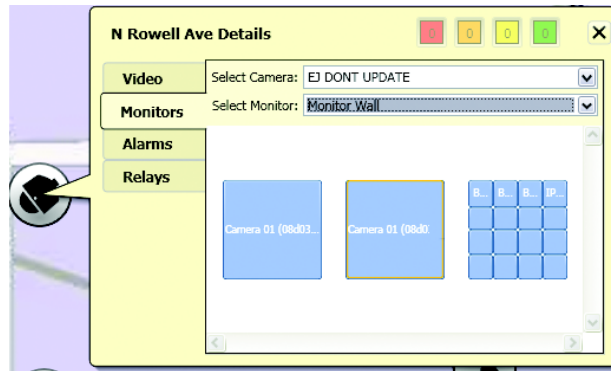 N Rowell Ave Details
0 0 0 0
Video
Select Camera: EJ DONT UPDATE
Monitors
Select Monitor: Monitor Wall
Alarms
Relays
Camera 01 (08d03... Camera 01 (08d0: B... B... B... IP...